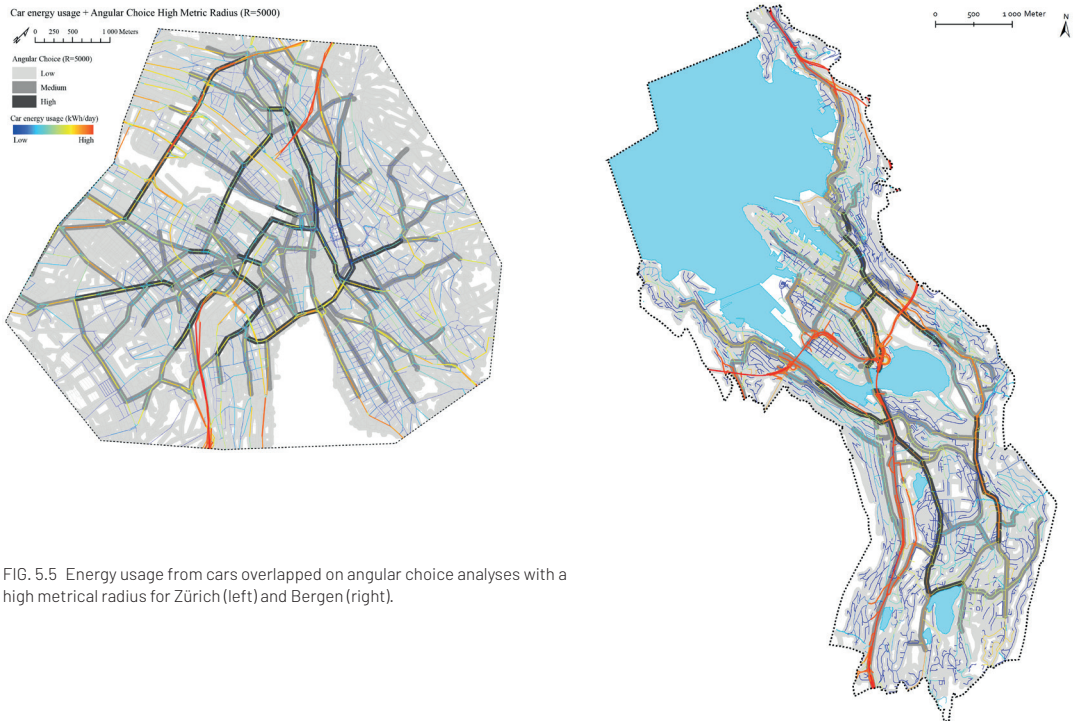 Car energy usage + Angular Choice High Metric Radius (R=5000)
0 250 500 1 000 Meters
Angular Choice (R=5000)
Low
Medium
High
Car energy usage (kWh/day)
Low High
0 500 1 000 Meter
N
FIG. 5.5 Energy usage from cars overlapped on angular choice analyses with a
high metrical radius for Zürich (left) and Bergen (right).